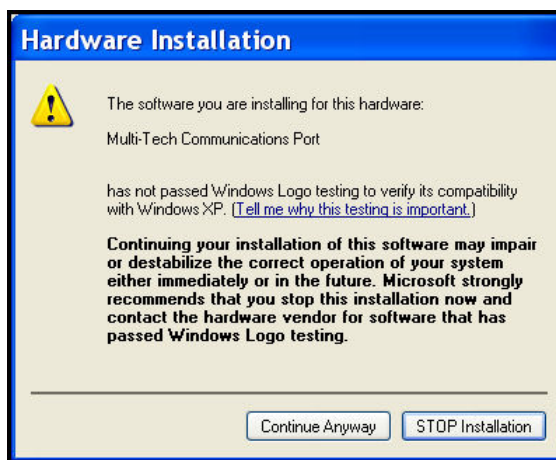 Hardware Installation
The software you are installing for this hardware:
Multi-Tech Communications Port
has not passed Windows Logo testing to verify its compatibility
with Windows XP. (Tell me why this testing is important.)
Continuing your installation of this software may impair
or destabilize the correct operation of your system
either immediately or in the future. Microsoft strongly
recommends that you stop this installation now and
contact the hardware vendor for software that has
passed Windows Logo testing.
Continue Anyway
STOP Installation